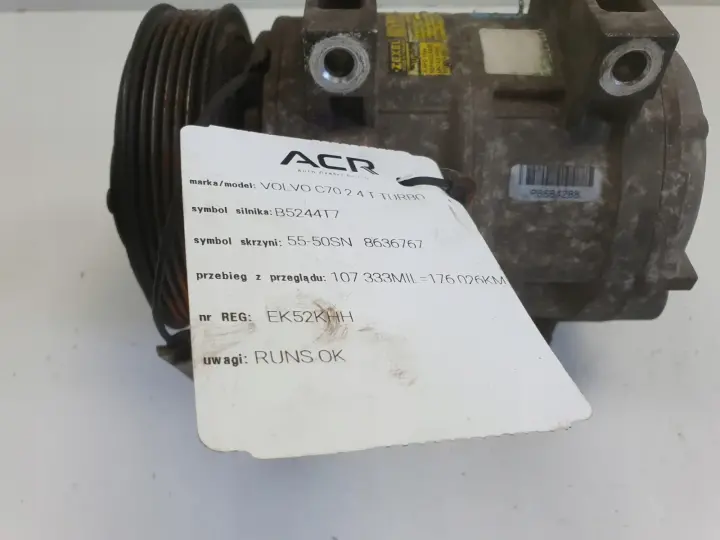 ZEXEL
ACR
marka/model: VOLVO C70 2.4 T TURBO
symbol silnika: B5244T7
symbol skrzyni: 55-50SN 8636767
przebieg z przeglądu: 107 333MIL=176 026KM
nr REG: EK52KHH
uwagi: RUNS OK